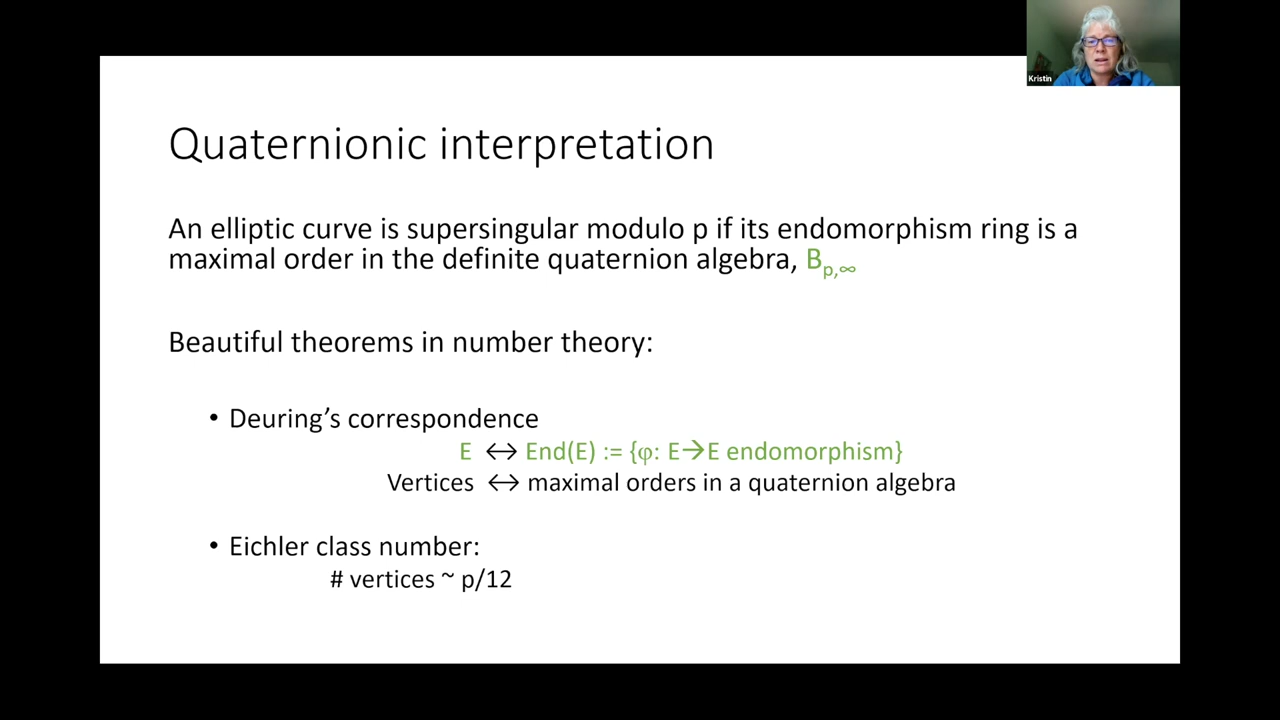 Kristin
Quaternionic interpretation
An elliptic curve is supersingular modulo p if its endomorphism ring is a
maximal order in the definite quaternion algebra, B_{p,∞}
Beautiful theorems in number theory:
• Deuring’s correspondence
E ↔ End(E) := {φ: E→E endomorphism}
Vertices ↔ maximal orders in a quaternion algebra
• Eichler class number:
# vertices ~ p/12